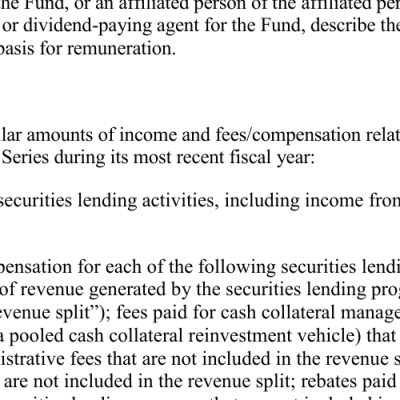 the Fund, or an affiliated person of the affiliated per
or dividend-paying agent for the Fund, describe the
basis for remuneration.
lar amounts of income and fees/compensation relat
Series during its most recent fiscal year:
securities lending activities, including income from
pensation for each of the following securities lendi
of revenue generated by the securities lending pro
evenue split”); fees paid for cash collateral manage
a pooled cash collateral reinvestment vehicle) that
istrative fees that are not included in the revenue s
are not included in the revenue split; rebates paid